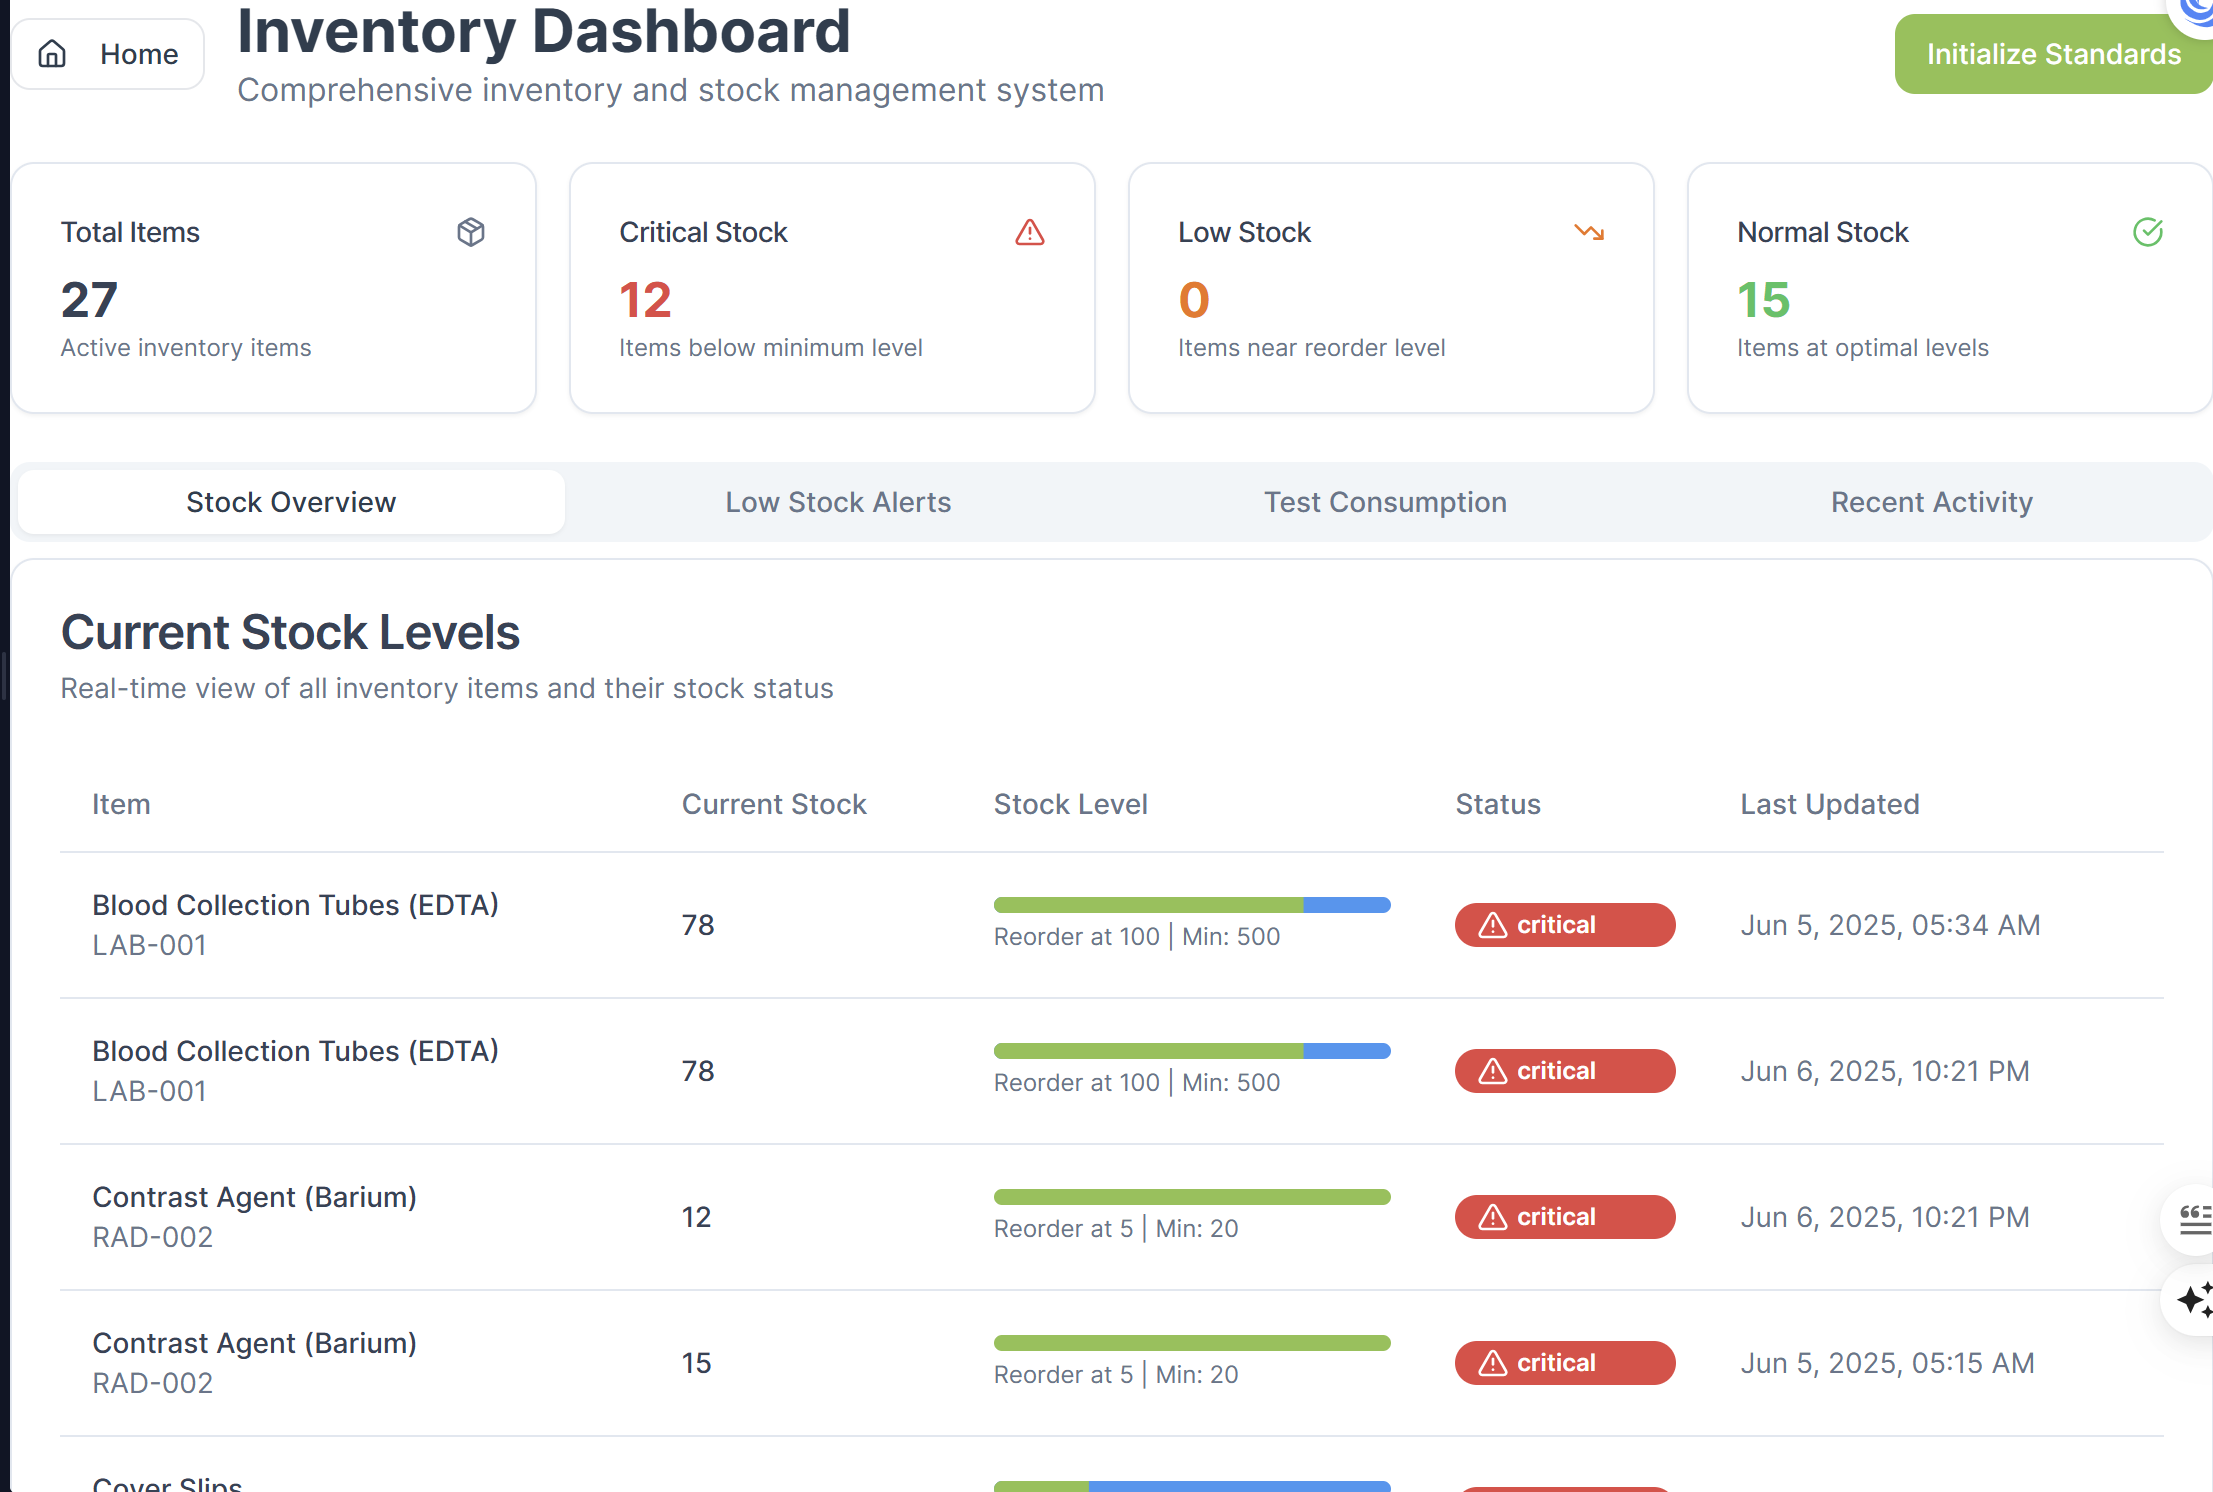 Home
Inventory Dashboard
Comprehensive inventory and stock management system
Initialize Standards
Total Items
27
Active inventory items
Critical Stock
12
Items below minimum level
Low Stock
0
Items near reorder level
Normal Stock
15
Items at optimal levels
Stock Overview Low Stock Alerts Test Consumption Recent Activity
Current Stock Levels
Real-time view of all inventory items and their stock status
Item Current Stock Stock Level Status Last Updated
Blood Collection Tubes (EDTA)
LAB-001
78
Reorder at 100 | Min: 500
critical
Jun 5, 2025, 05:34 AM
Blood Collection Tubes (EDTA)
LAB-001
78
Reorder at 100 | Min: 500
critical
Jun 6, 2025, 10:21 PM
Contrast Agent (Barium)
RAD-002
12
Reorder at 5 | Min: 20
critical
Jun 6, 2025, 10:21 PM
Contrast Agent (Barium)
RAD-002
15
Reorder at 5 | Min: 20
critical
Jun 5, 2025, 05:15 AM
Cover Slips